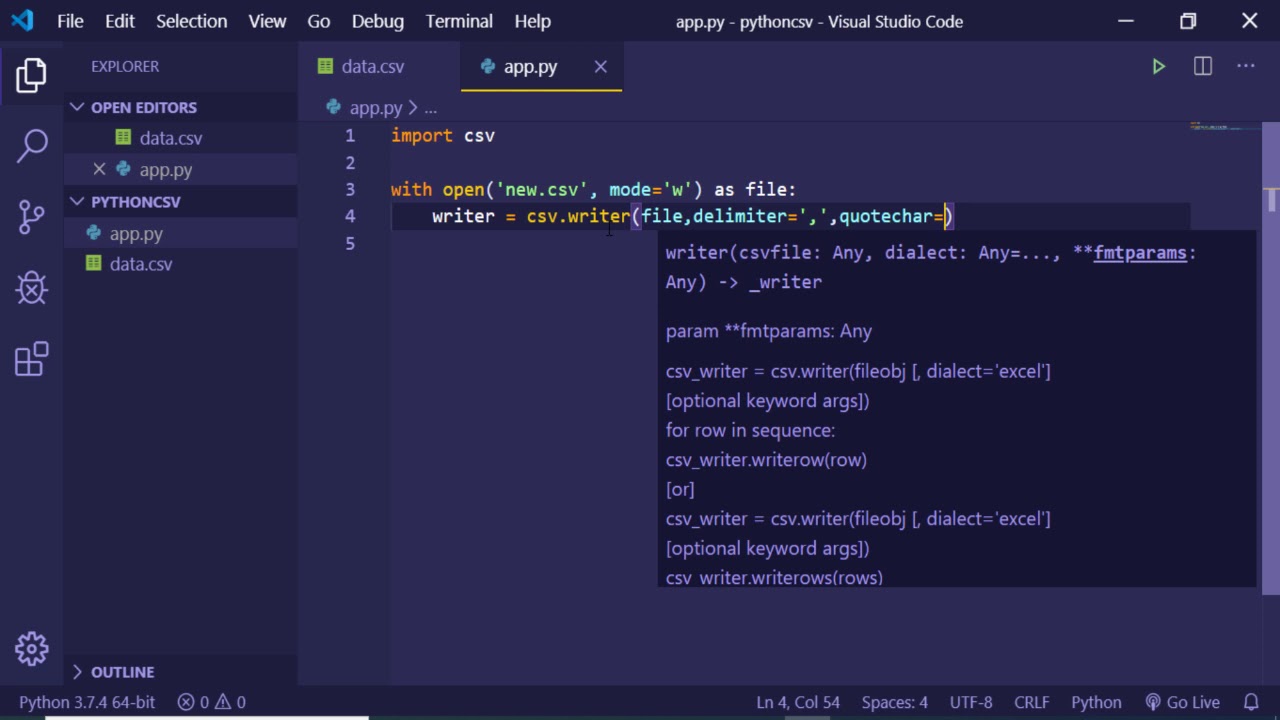 File Edit Selection View Go Debug Terminal Help
app.py - pythoncsv - Visual Studio Code
EXPLORER
OPEN EDITORS
data.csv
app.py
PYTHONCSV
app.py
data.csv
OUTLINE
data.csv
app.py
app.py > ...
1 import csv
2
3 with open('new.csv', mode='w') as file:
4 writer = csv.writer(file,delimiter=',',quotechar=)
5
writer(csvfile: Any, dialect: Any=..., **fmtparams:
Any) -> _writer
param **fmtparams: Any
csv_writer = csv.writer(fileobj [, dialect='excel']
[optional keyword args])
for row in sequence:
csv_writer.writerow(row)
[or]
csv_writer = csv.writer(fileobj [, dialect='excel']
[optional keyword args])
csv_writer.writerows(rows)
Python 3.7.4 64-bit 0 0 Ln 4, Col 54 Spaces: 4 UTF-8 CRLF Python Go Live